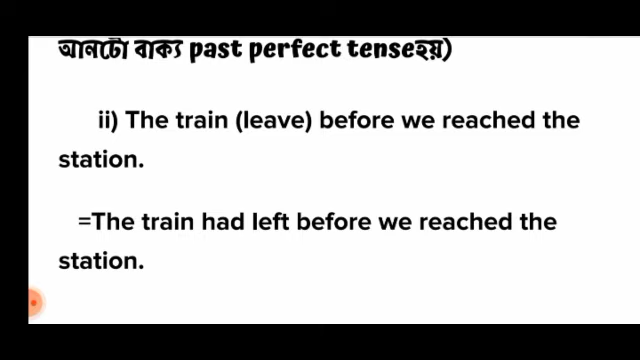 আনটো বাক্য past perfect tenseহয়)
ii) The train (leave) before we reached the
station.
=The train had left before we reached the
station.